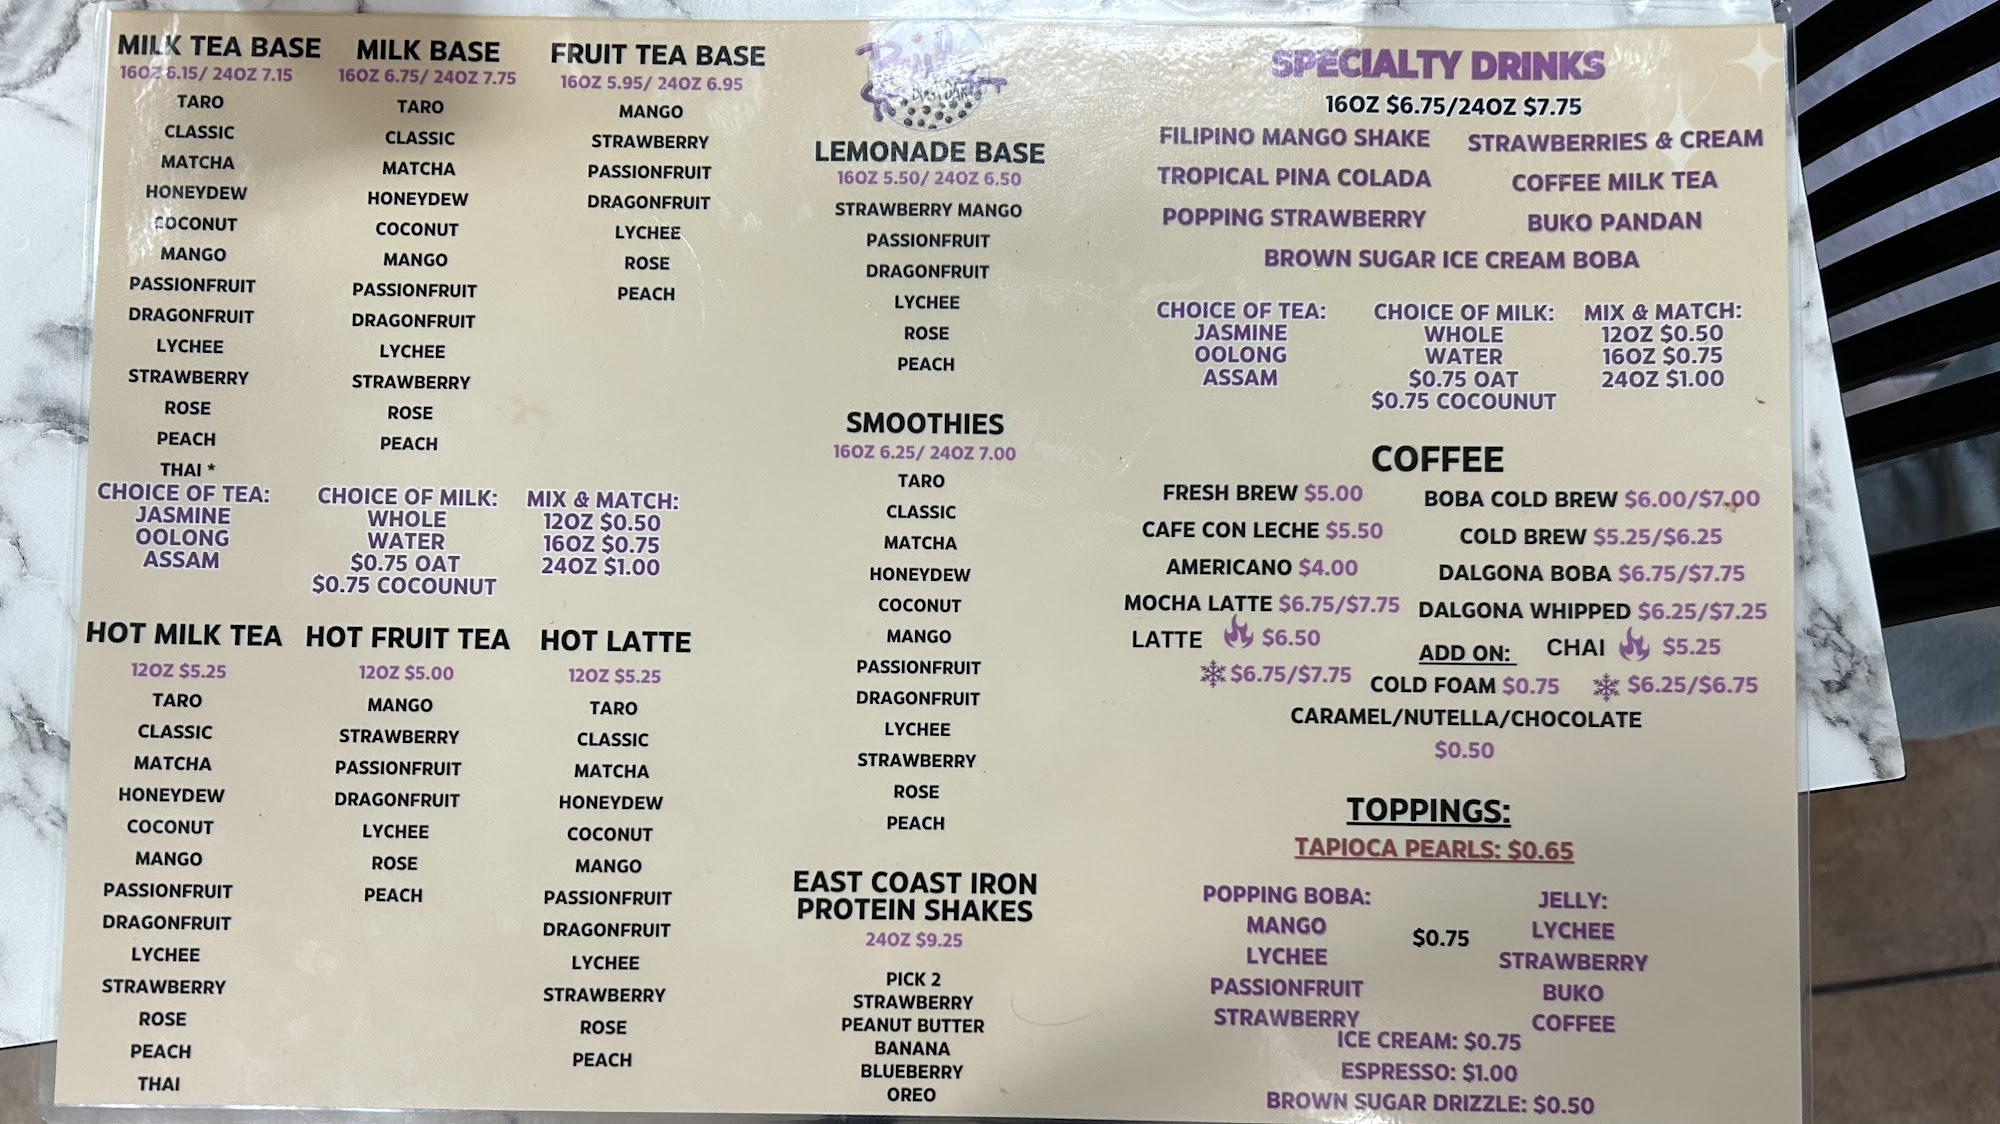 MILK TEA BASE
16OZ 6.15/ 24OZ 7.15
TARO
CLASSIC
MATCHA
HONEYDEW
COCONUT
MANGO
PASSIONFRUIT
DRAGONFRUIT
LYCHEE
STRAWBERRY
ROSE
PEACH
THAI *
MILK BASE
16OZ 6.75/ 24OZ 7.75
TARO
CLASSIC
MATCHA
HONEYDEW
COCONUT
MANGO
PASSIONFRUIT
DRAGONFRUIT
LYCHEE
STRAWBERRY
ROSE
PEACH
FRUIT TEA BASE
16OZ 5.95/ 24OZ 6.95
MANGO
STRAWBERRY
PASSIONFRUIT
DRAGONFRUIT
LYCHEE
ROSE
PEACH
CHOICE OF TEA:
JASMINE
OOLONG
ASSAM
CHOICE OF MILK:
WHOLE
WATER
$0.75 OAT
$0.75 COCOUNUT
MIX & MATCH:
12OZ $0.50
16OZ $0.75
24OZ $1.00
HOT MILK TEA
12OZ $5.25
TARO
CLASSIC
MATCHA
HONEYDEW
COCONUT
MANGO
PASSIONFRUIT
DRAGONFRUIT
LYCHEE
STRAWBERRY
ROSE
PEACH
THAI
HOT FRUIT TEA
12OZ $5.00
MANGO
STRAWBERRY
PASSIONFRUIT
DRAGONFRUIT
LYCHEE
ROSE
PEACH
HOT LATTE
12OZ $5.25
TARO
CLASSIC
MATCHA
HONEYDEW
COCONUT
MANGO
PASSIONFRUIT
DRAGONFRUIT
LYCHEE
STRAWBERRY
ROSE
PEACH
LEMONADE BASE
16OZ 5.50/ 24OZ 6.50
STRAWBERRY MANGO
PASSIONFRUIT
DRAGONFRUIT
LYCHEE
ROSE
PEACH
SMOOTHIES
16OZ 6.25/ 24OZ 7.00
TARO
CLASSIC
MATCHA
HONEYDEW
COCONUT
MANGO
PASSIONFRUIT
DRAGONFRUIT
LYCHEE
STRAWBERRY
ROSE
PEACH
EAST COAST IRON
PROTEIN SHAKES
24OZ $9.25
PICK 2
STRAWBERRY
PEANUT BUTTER
BANANA
BLUEBERRY
OREO
SPECIALTY DRINKS
16OZ $6.75/24OZ $7.75
FILIPINO MANGO SHAKE STRAWBERRIES & CREAM
TROPICAL PINA COLADA COFFEE MILK TEA
POPPING STRAWBERRY BUKO PANDAN
BROWN SUGAR ICE CREAM BOBA
CHOICE OF TEA:
JASMINE
OOLONG
ASSAM
CHOICE OF MILK:
WHOLE
WATER
$0.75 OAT
$0.75 COCOUNUT
MIX & MATCH:
12OZ $0.50
16OZ $0.75
24OZ $1.00
COFFEE
FRESH BREW $5.00
CAFE CON LECHE $5.50
AMERICANO $4.00
MOCHA LATTE $6.75/$7.75
LATTE $6.50
$6.75/$7.75
BOBA COLD BREW $6.00/$7.00
COLD BREW $5.25/$6.25
DALGONA BOBA $6.75/$7.75
DALGONA WHIPPED $6.25/$7.25
CHAI $5.25
$6.25/$6.75
ADD ON:
COLD FOAM $0.75
CARAMEL/NUTELLA/CHOCOLATE
$0.50
TOPPINGS:
TAPIOCA PEARLS: $0.65
POPPING BOBA:
MANGO
LYCHEE
PASSIONFRUIT
STRAWBERRY
$0.75
JELLY:
LYCHEE
STRAWBERRY
BUKO
COFFEE
ICE CREAM: $0.75
ESPRESSO: $1.00
BROWN SUGAR DRIZZLE: $0.50